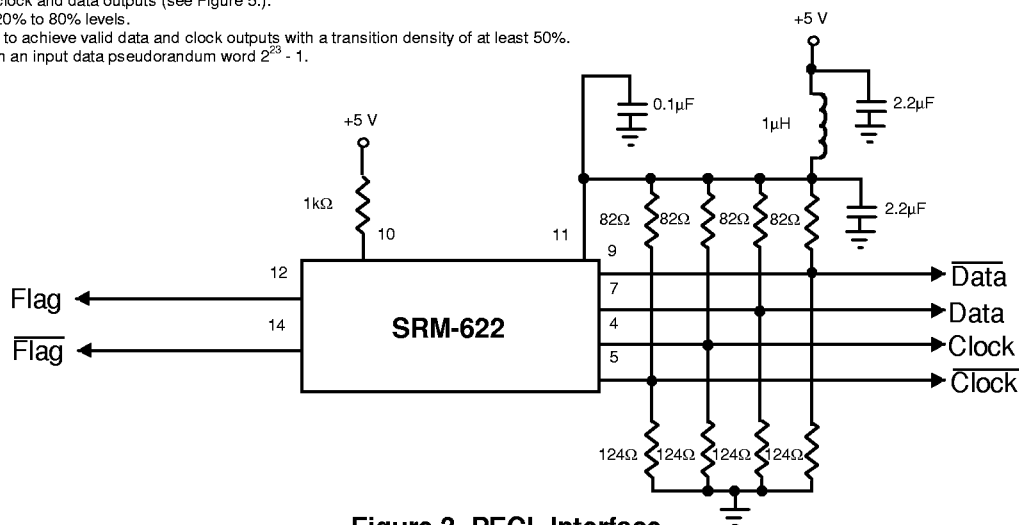 clock and data outputs (see Figure 5.).
20% to 80% levels.
to achieve valid data and clock outputs with a transition density of at least 50%.
an input data pseudorandum word 2²³ - 1.
+5 V
2.2µF
1µH
0.1µF
+5 V
1kΩ
10
11
82Ω 82Ω 82Ω 82Ω
2.2µF
12
9
Data
Flag
7
Data
14
SRM-622
4
Clock
Flag
5
Clock
124Ω 124Ω 124Ω 124Ω
Figure 2. PECL Interface